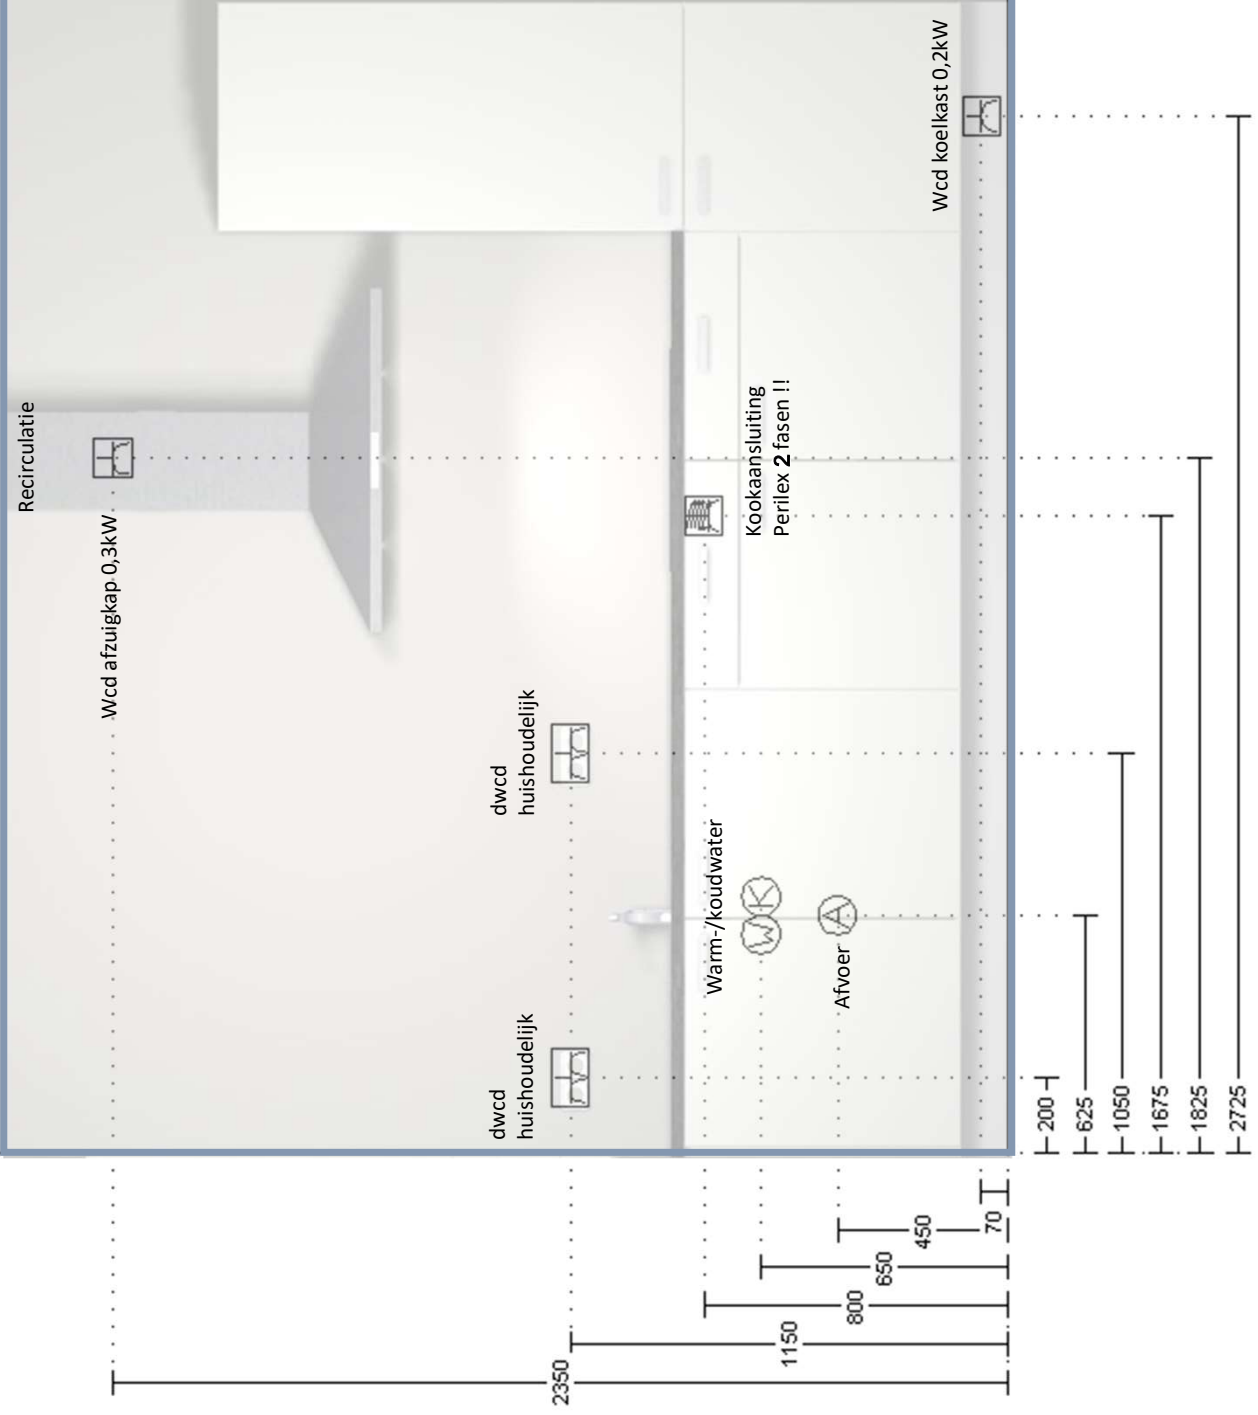 Recirculatie
Wcd afzuigkap 0,3kW
dwcd
huishoudelijk
dwcd
huishoudelijk
Kookaansluiting
Perilex 2 fasen !!
Warm-/koudwater
W K
Afvoer
A
Wcd koelkast 0,2kW
2350
1150
800
650
450
70
200
625
1050
1675
1825
2725